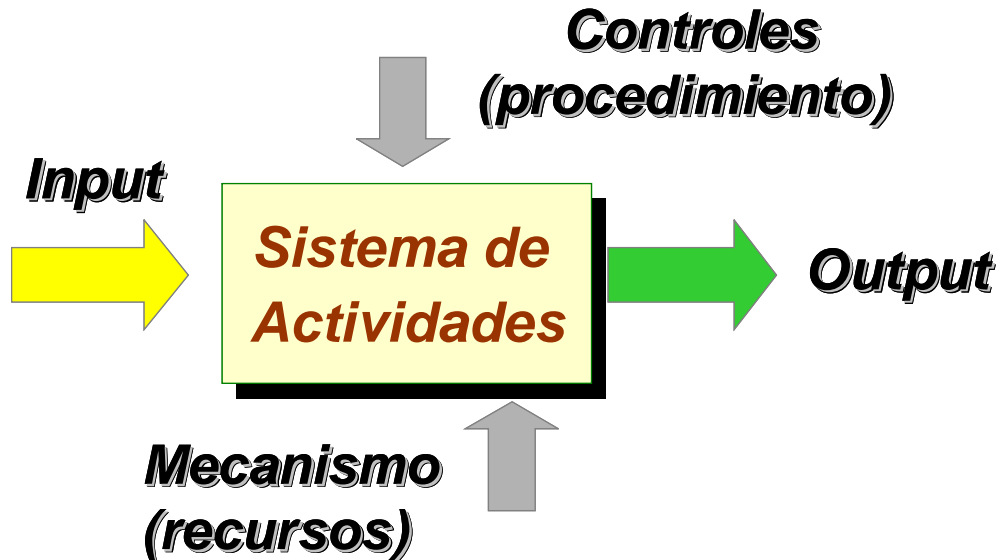 Controles
(procedimiento)
Input
Sistema de
Actividades
Output
Mecanismo
(recursos)